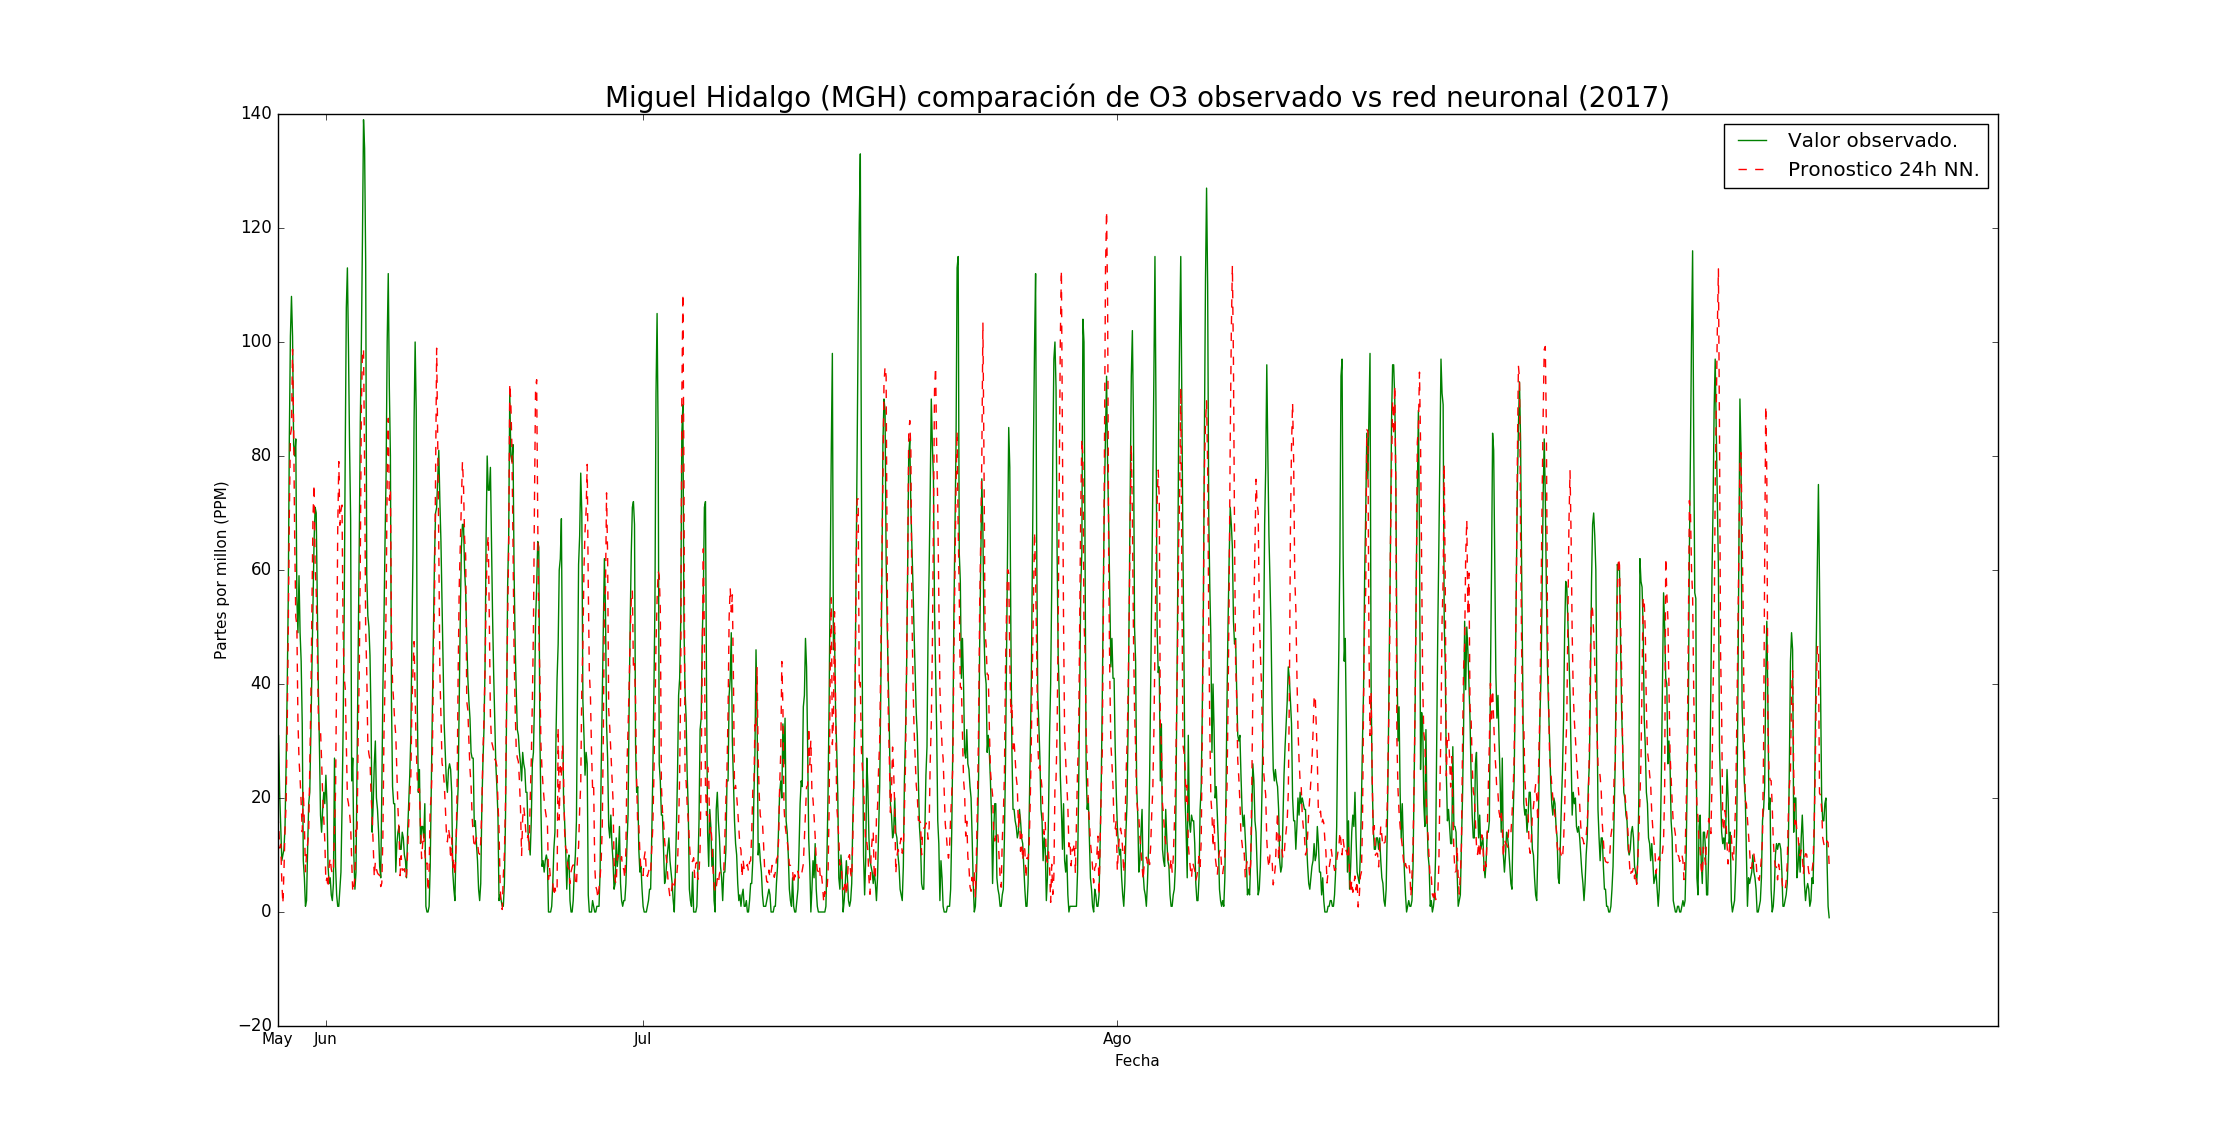 Miguel Hidalgo (MGH) comparación de O3 observado vs red neuronal (2017)
Valor observado.
Pronostico 24h NN.
Partes por millon (PPM)
140
120
100
80
60
40
20
0
−20
May Jun Jul Ago
Fecha